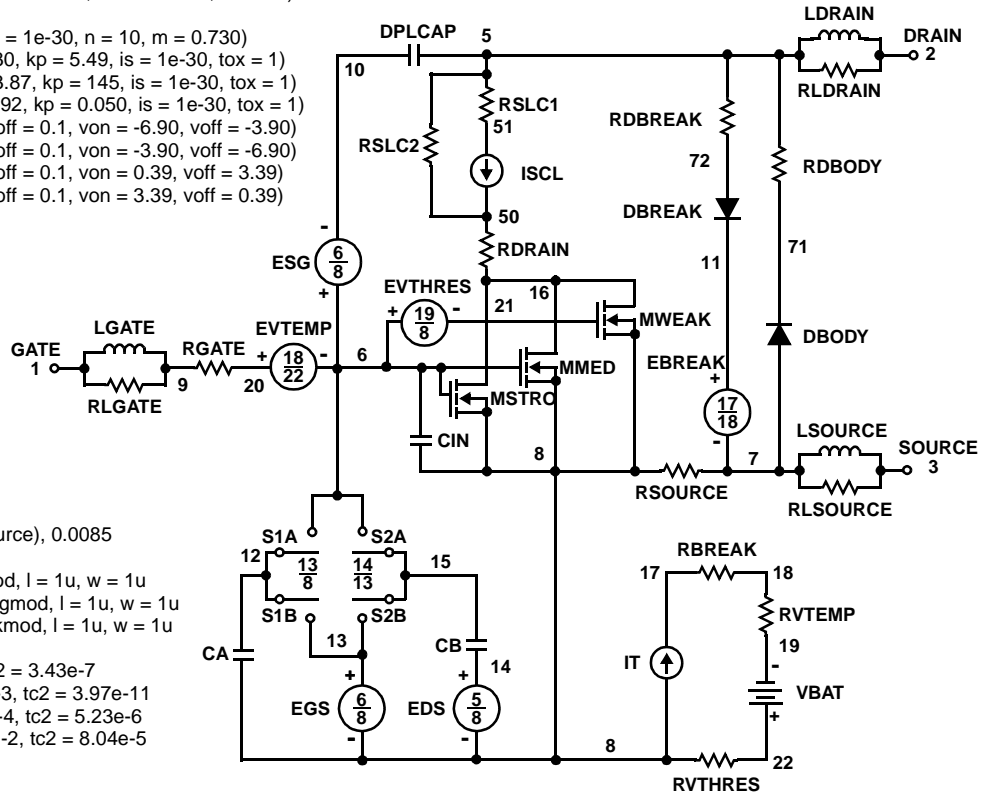 = 1e-30, n = 10, m = 0.730)
30, kp = 5.49, is = 1e-30, tox = 1)
3.87, kp = 145, is = 1e-30, tox = 1)
92, kp = 0.050, is = 1e-30, tox = 1)
off = 0.1, von = -6.90, voff = -3.90)
off = 0.1, von = -3.90, voff = -6.90)
off = 0.1, von = 0.39, voff = 3.39)
off = 0.1, von = 3.39, voff = 0.39)
LDRAIN
DPLCAP 5 DRAIN
2
10
RLDRAIN
RSLC1
51
RSLC2
RDBREAK
72
RDBODY
ISCL
DBREAK
50
RDRAIN
71
11
-
ESG 6
8
+
EVTHRES
+ 19 -
8
16
21
MWEAK
LGATE
EVTEMP
GATE
1
RGATE
+ 18 -
22
6
MMED
EBREAK
DBODY
9
20
RLGATE
MSTRO
+
17
18
-
CIN
8
7
LSOURCE
SOURCE
3
RSOURCE
RLSOURCE
urce), 0.0085
S1A S2A
12
13
8
14
13
15
RBREAK
17 18
od, l = 1u, w = 1u
gmod, l = 1u, w = 1u
kmod, l = 1u, w = 1u
S1B S2B
RVTEMP
13
CB
19
CA
14
IT
-
VBAT
+
2 = 3.43e-7
-3, tc2 = 3.97e-11
-4, tc2 = 5.23e-6
-2, tc2 = 8.04e-5
+ +
EGS 6
8
EDS 5
8
- -
8
22
RVTHRES